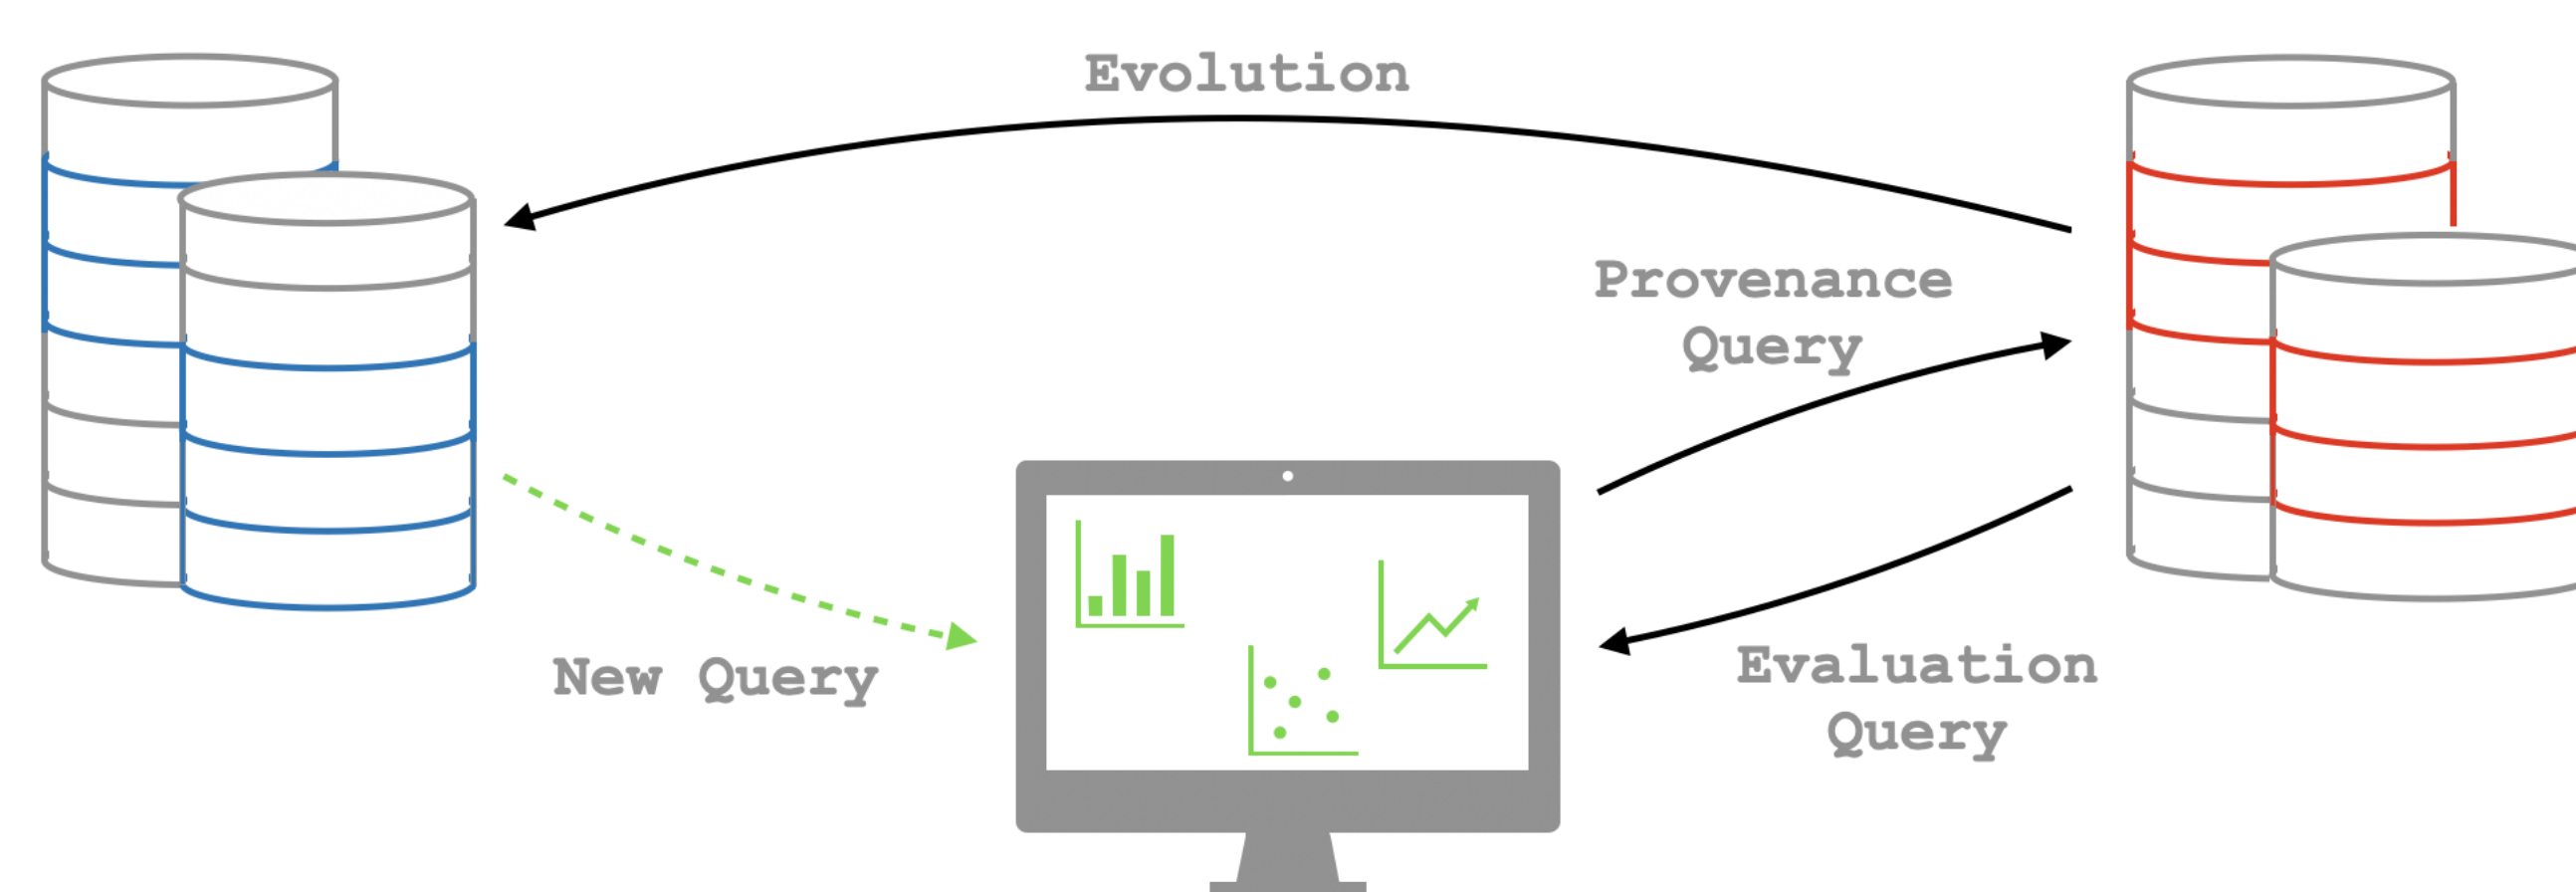 Evolution
Provenance
Query
New Query
Evaluation
Query